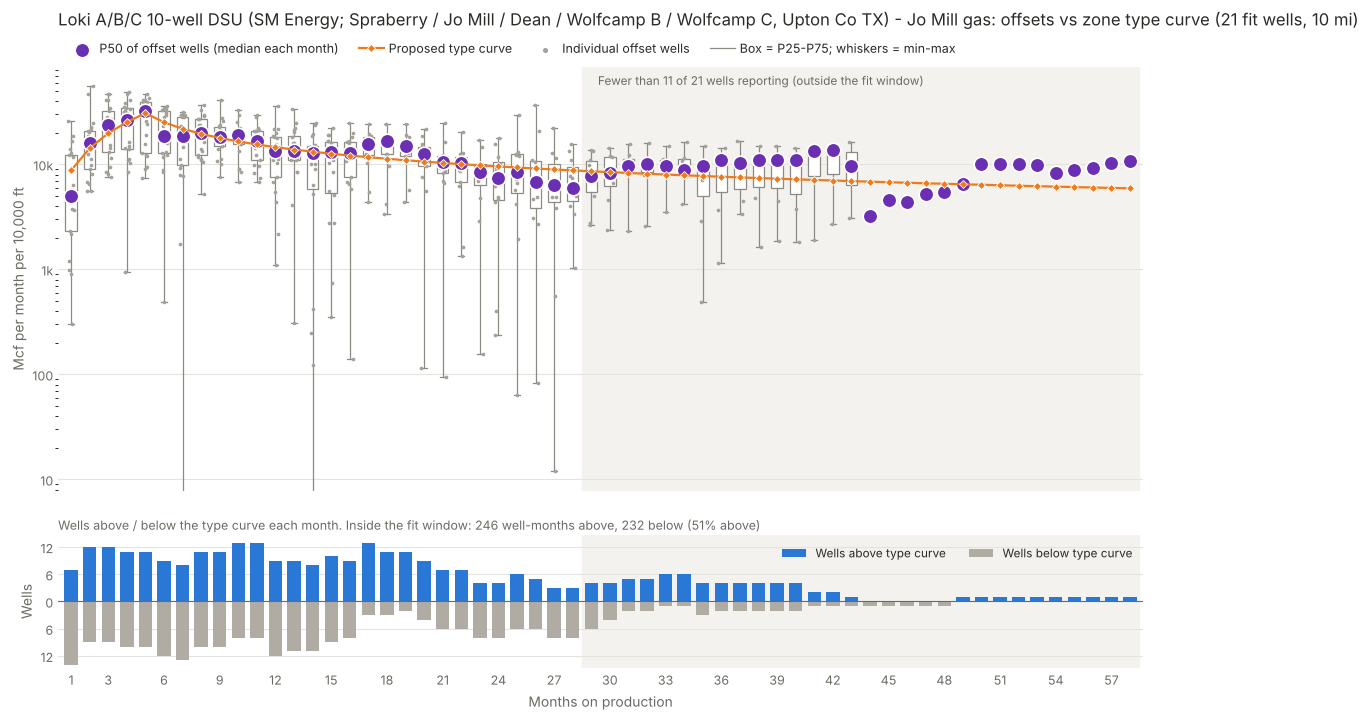 Loki A/B/C 10-well DSU (SM Energy; Spraberry / Jo Mill / Dean / Wolfcamp B / Wolfcamp C, Upton Co TX) - Jo Mill gas: offsets vs zone type curve (21 fit wells, 10 mi)
P50 of offset wells (median each month)
Proposed type curve
Individual offset wells
Box = P25-P75; whiskers = min-max
Fewer than 11 of 21 wells reporting (outside the fit window)
Mcf per month per 10,000 ft
10k
1k
100
10
Wells above / below the type curve each month. Inside the fit window: 246 well-months above, 232 below (51% above)
Wells above type curve
Wells below type curve
Wells
12
6
0
6
12
1 3 6 9 12 15 18 21 24 27 30 33 36 39 42 45 48 51 54 57
Months on production